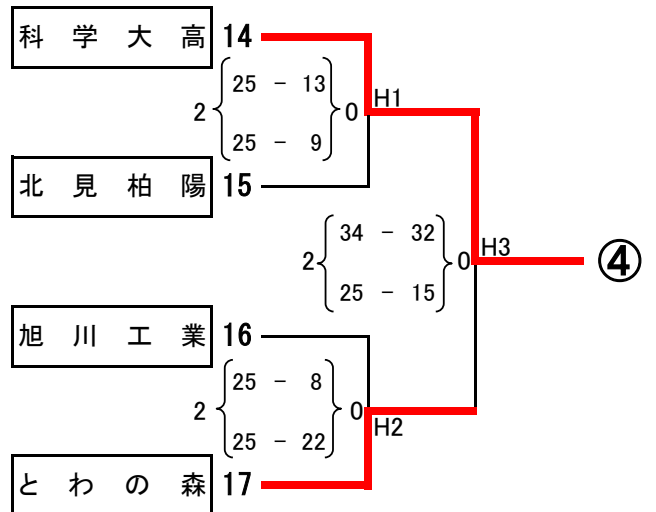 科学大高 14
25 - 13
2 0 H1
25 - 9
北見柏陽 15
34 - 32
2 0 H3 ④
25 - 15
旭川工業 16
25 - 8
2 0 H2
25 - 22
とわの森 17